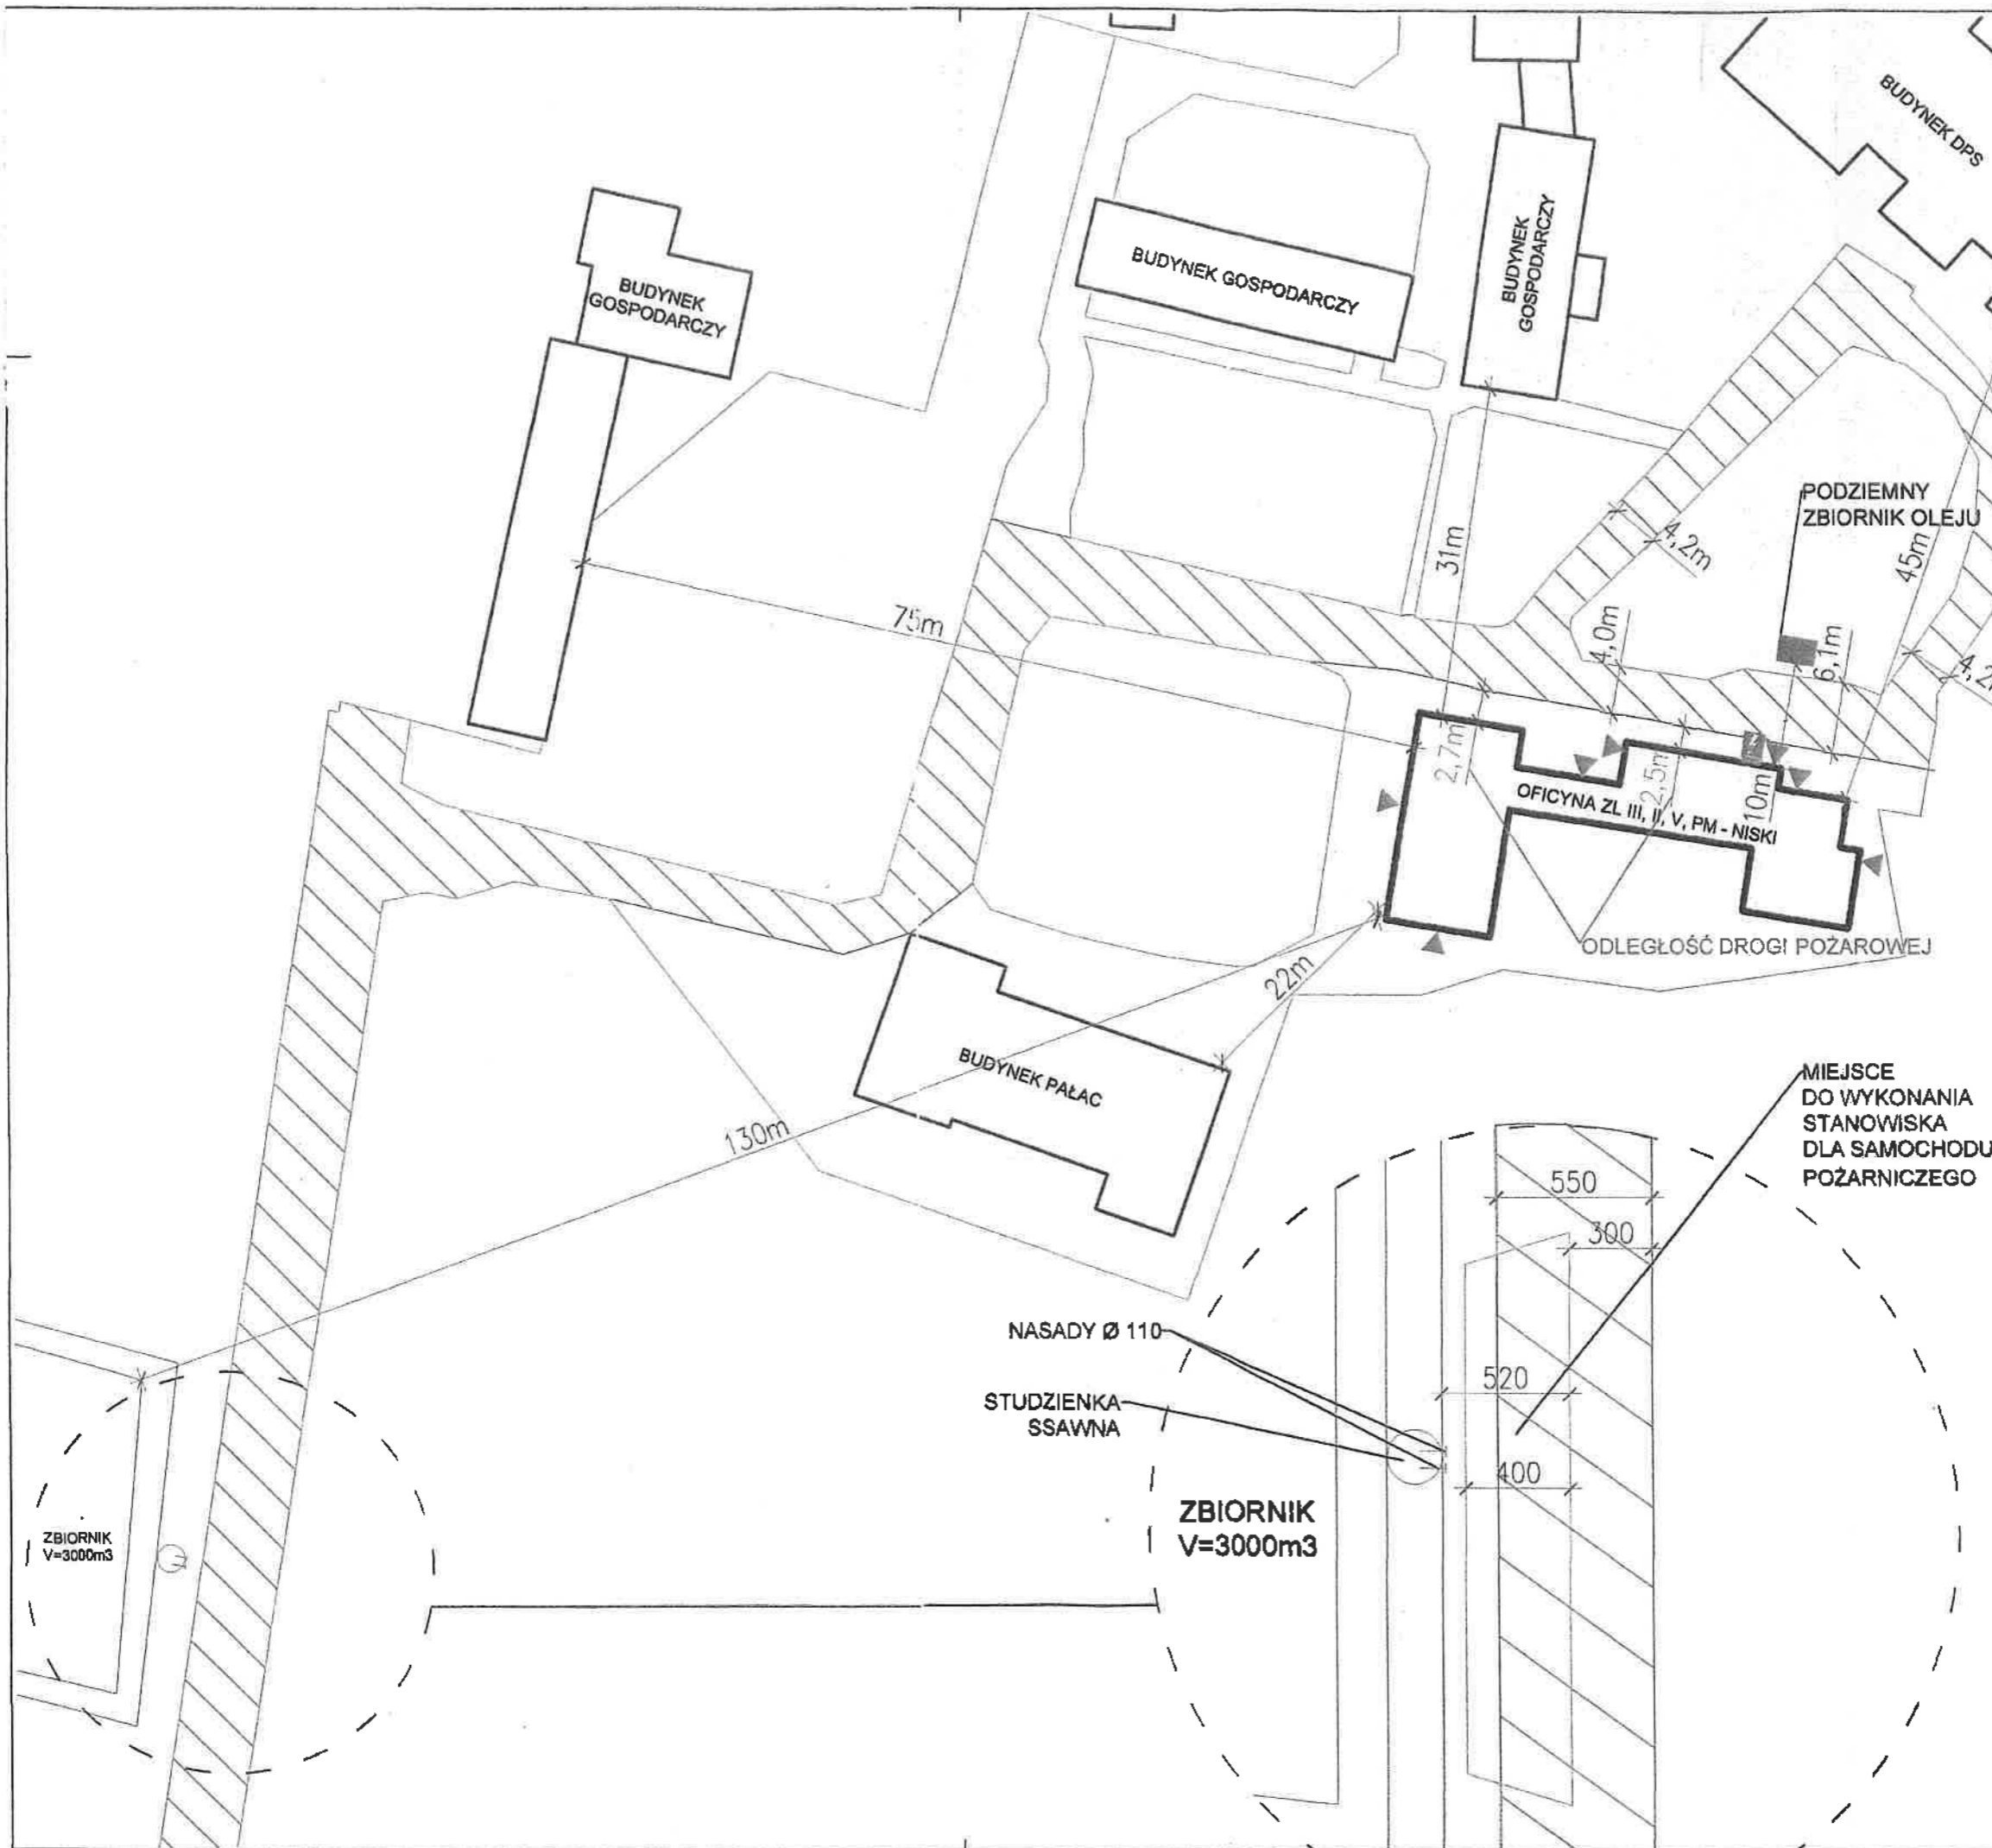 BUDYNEK DPS
BUDYNEK
GOSPODARCZY
BUDYNEK GOSPODARCZY
BUDYNEK
GOSPODARCZY
PODZIEMNY
ZBIORNIK OLEJU
31m
4,2m
45m
75m
4,0m
6,1m
4,2
2,7m
2,5m
10m
OFICYNA ZL III, II, V, PM - NISKI
ODLEGŁOŚĆ DROGI POŻAROWEJ
22m
BUDYNEK PAŁAC
130m
MIEJSCE
DO WYKONANIA
STANOWISKA
DLA SAMOCHODU
POŻARNICZEGO
550
300
NASADY Ø 110
520
STUDZIENKA
SSAWNA
400
ZBIORNIK
V=3000m3
ZBIORNIK
V=3000m3